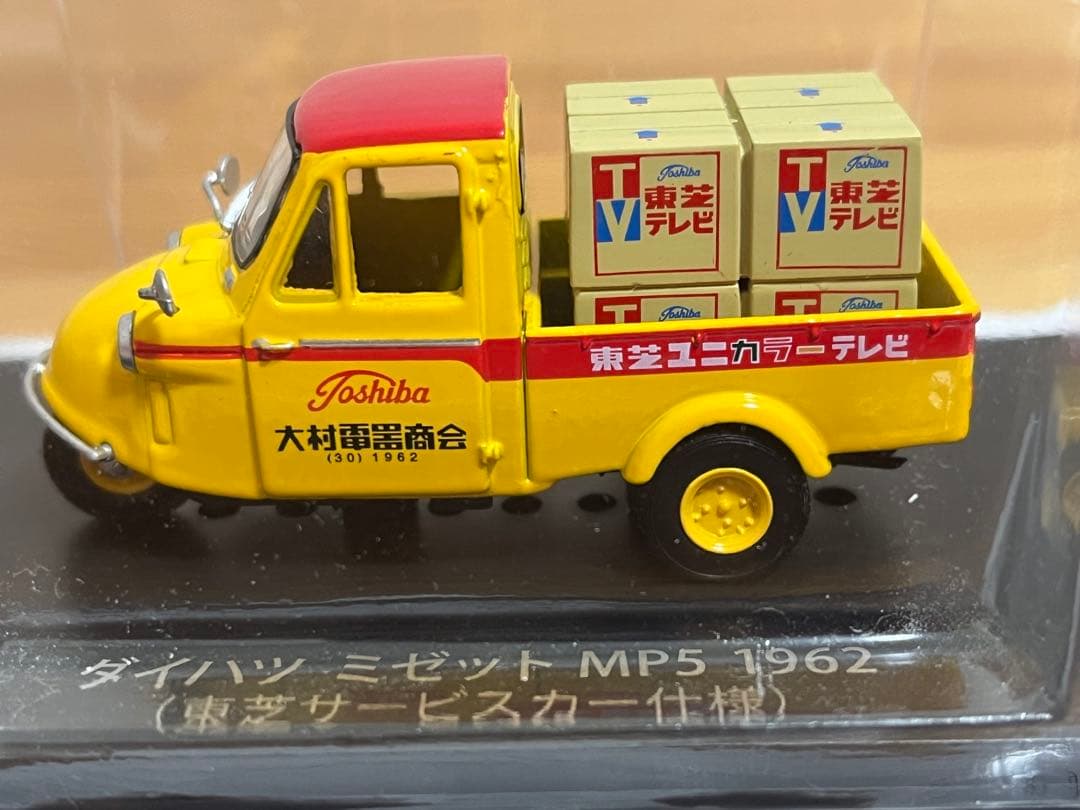 TV
Toshiba
東芝
テレビ
TV
Toshiba
東芝
テレビ
T
Toshiba
T
Toshiba
東芝ユニカラーテレビ
Toshiba
大村電器商会
(30) 1962
ダイハツ ミゼット MP5 1962
(東芝サービスカー仕様)